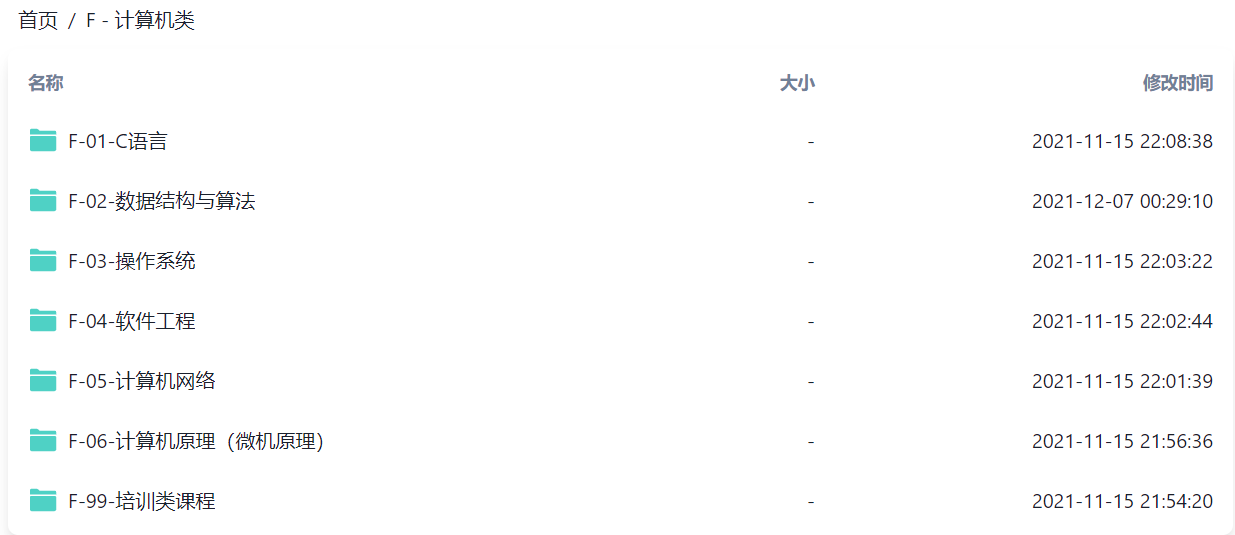 首页 / F - 计算机类
名称 大小 修改时间
F-01-C语言 - 2021-11-15 22:08:38
F-02-数据结构与算法 - 2021-12-07 00:29:10
F-03-操作系统 - 2021-11-15 22:03:22
F-04-软件工程 - 2021-11-15 22:02:44
F-05-计算机网络 - 2021-11-15 22:01:39
F-06-计算机原理（微机原理） - 2021-11-15 21:56:36
F-99-培训类课程 - 2021-11-15 21:54:20